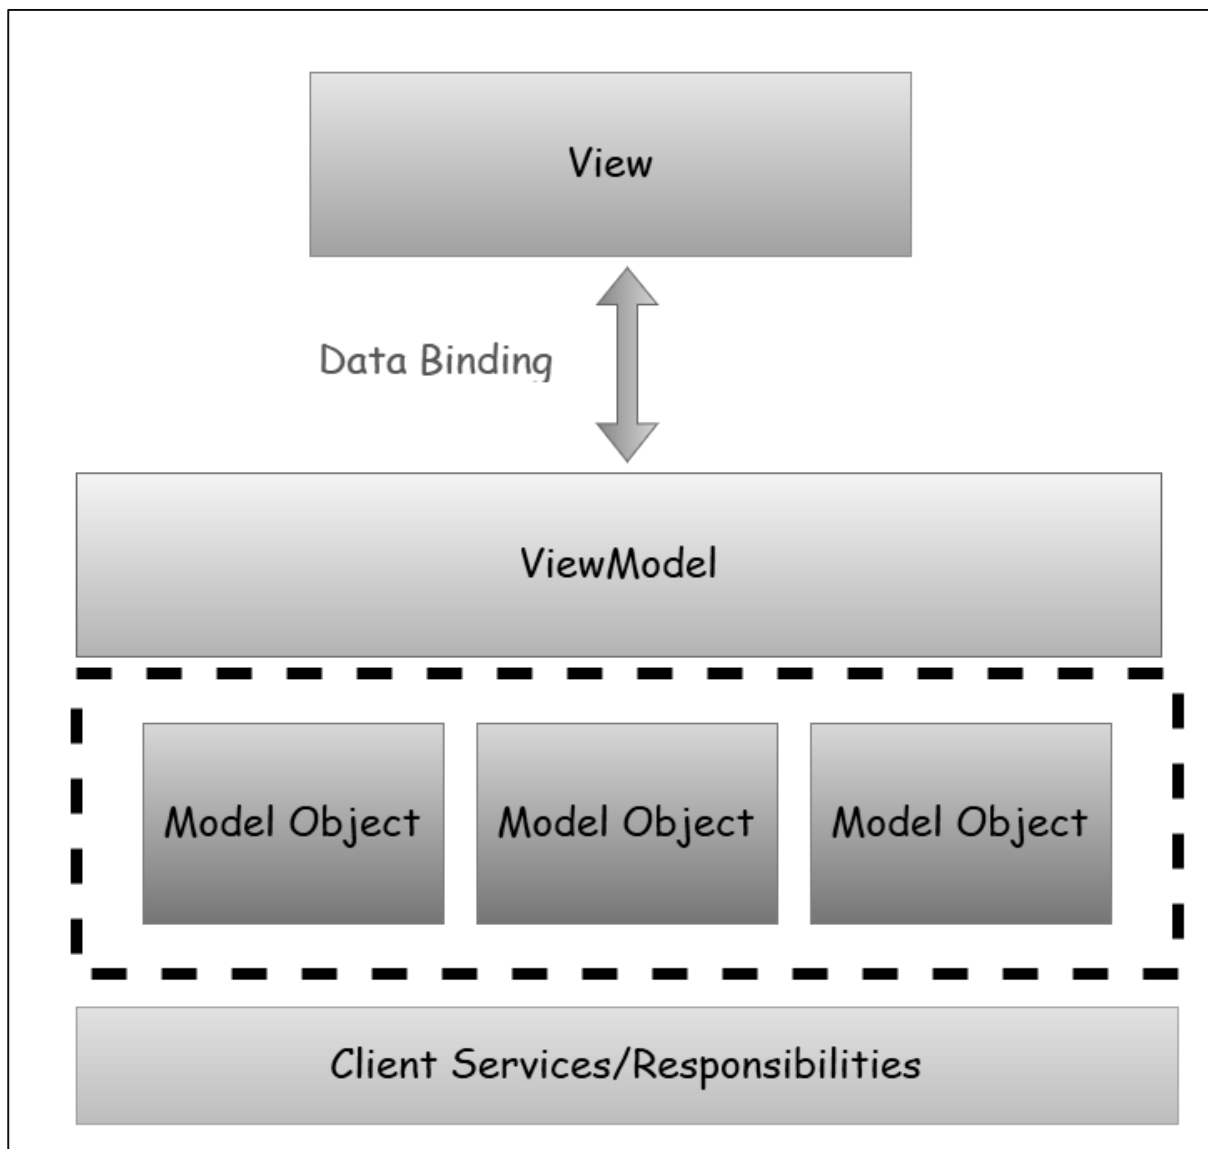 View
Data Binding
ViewModel
Model Object
Model Object
Model Object
Client Services/Responsibilities